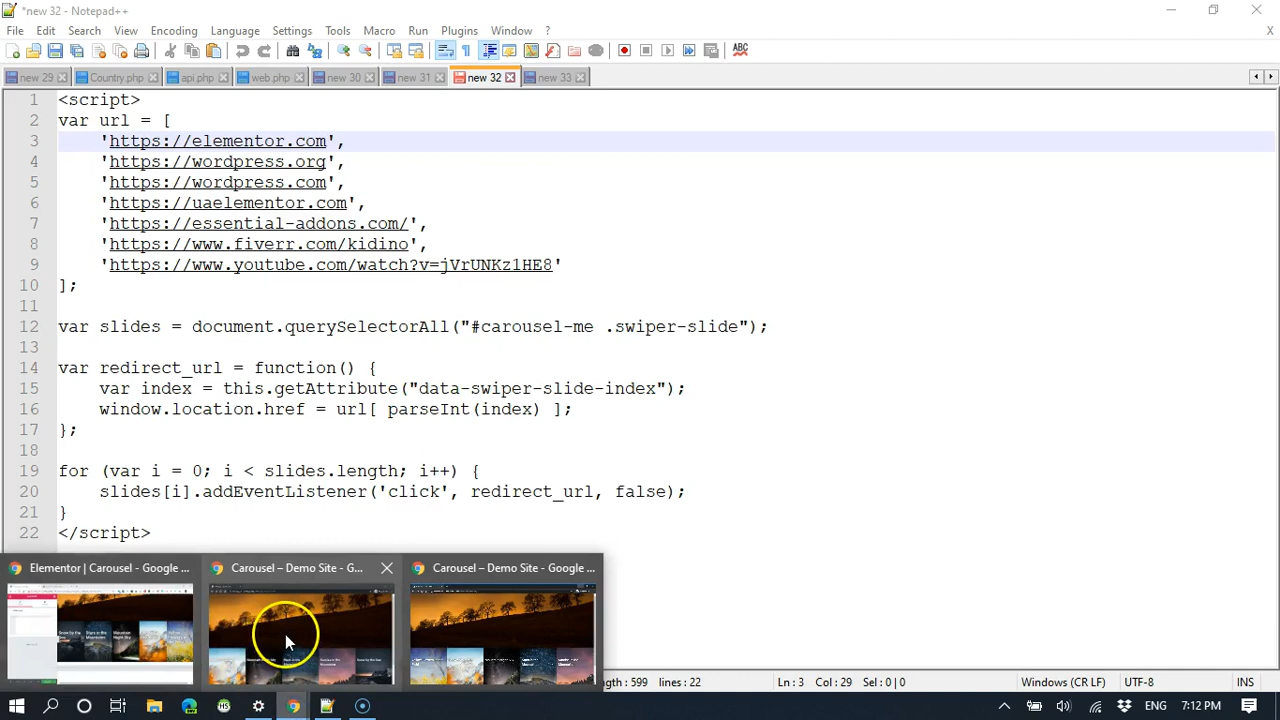 *new 32 - Notepad++
File Edit Search View Encoding Language Settings Tools Macro Run Plugins Window ? X
ABC
new 29 Country.php api.php web.php new 30 new 31 new 32 new 33
1 <script>
2 var url = [
3 'https://elementor.com',
4 'https://wordpress.org',
5 'https://wordpress.com',
6 'https://uaelementor.com',
7 'https://essential-addons.com/',
8 'https://www.fiverr.com/kidino',
9 'https://www.youtube.com/watch?v=jVrUNKz1HE8'
10 ];
11
12 var slides = document.querySelectorAll("#carousel-me .swiper-slide");
13
14 var redirect_url = function() {
15 var index = this.getAttribute("data-swiper-slide-index");
16 window.location.href = url[ parseInt(index) ];
17 };
18
19 for (var i = 0; i < slides.length; i++) {
20 slides[i].addEventListener('click', redirect_url, false);
21 }
22 </script>
Elementor | Carousel - Google ... Carousel – Demo Site - G... Carousel – Demo Site - Google ...
ngth : 599 lines : 22 Ln : 3 Col : 29 Sel : 0 | 0 Windows (CR LF) UTF-8 INS
7:12 PM